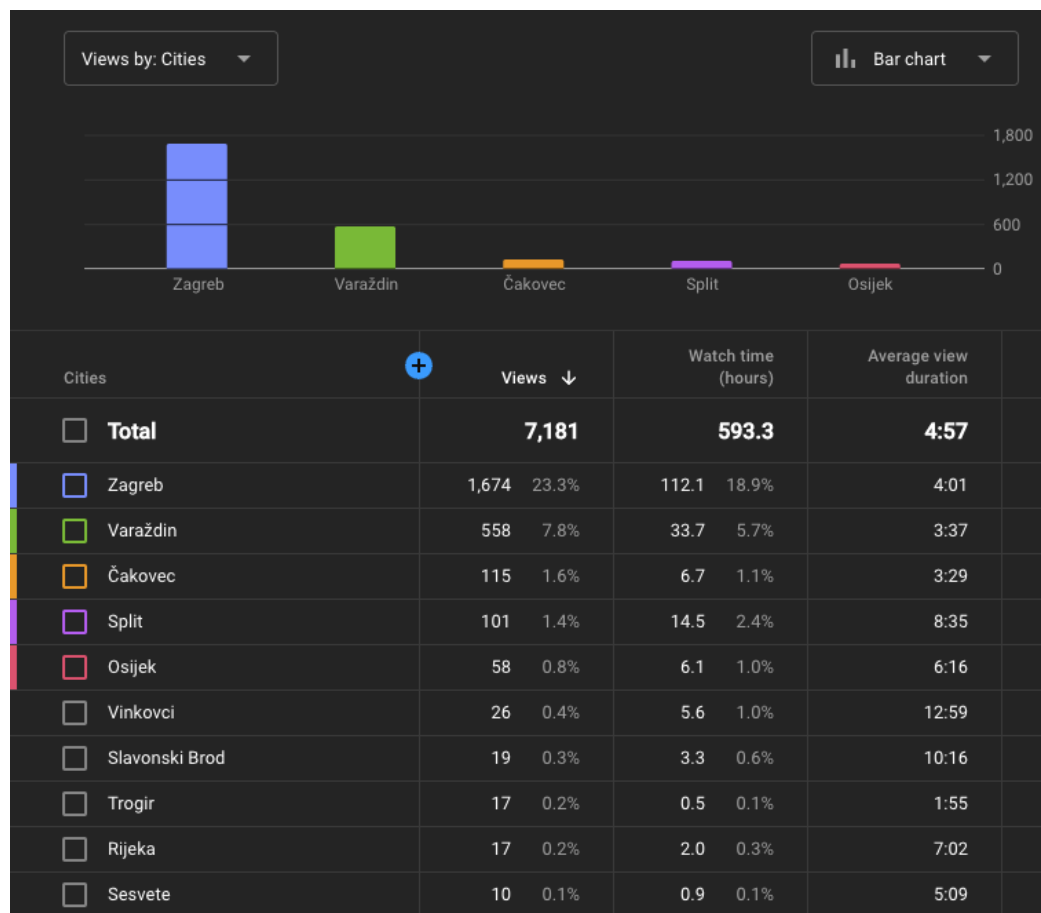 Views by: Cities
Bar chart
1,800
1,200
600
0
Zagreb Varaždin Čakovec Split Osijek
Cities Views Watch time (hours) Average view duration
Total 7,181 593.3 4:57
Zagreb 1,674 23.3% 112.1 18.9% 4:01
Varaždin 558 7.8% 33.7 5.7% 3:37
Čakovec 115 1.6% 6.7 1.1% 3:29
Split 101 1.4% 14.5 2.4% 8:35
Osijek 58 0.8% 6.1 1.0% 6:16
Vinkovci 26 0.4% 5.6 1.0% 12:59
Slavonski Brod 19 0.3% 3.3 0.6% 10:16
Trogir 17 0.2% 0.5 0.1% 1:55
Rijeka 17 0.2% 2.0 0.3% 7:02
Sesvete 10 0.1% 0.9 0.1% 5:09